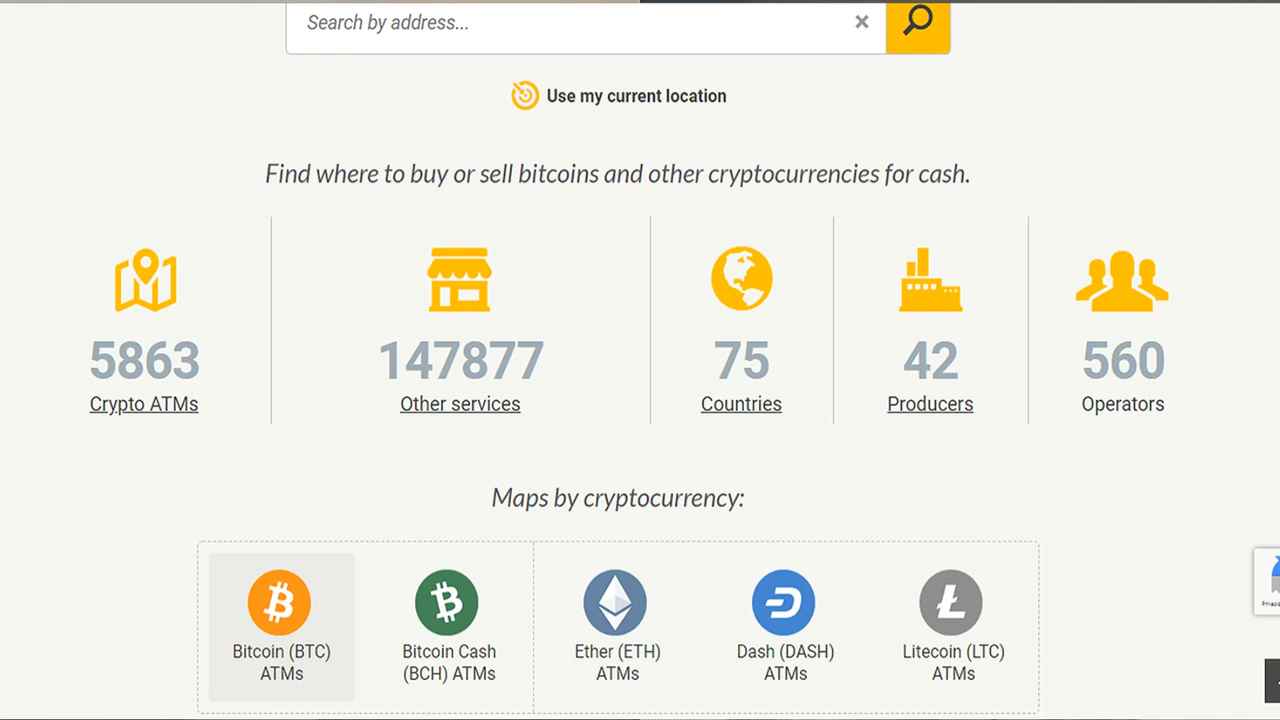 Search by address...
Use my current location
Find where to buy or sell bitcoins and other cryptocurrencies for cash.
5863
Crypto ATMs
147877
Other services
75
Countries
42
Producers
560
Operators
Maps by cryptocurrency:
Bitcoin (BTC)
ATMs
Bitcoin Cash
(BCH) ATMs
Ether (ETH)
ATMs
Dash (DASH)
ATMs
Litecoin (LTC)
ATMs